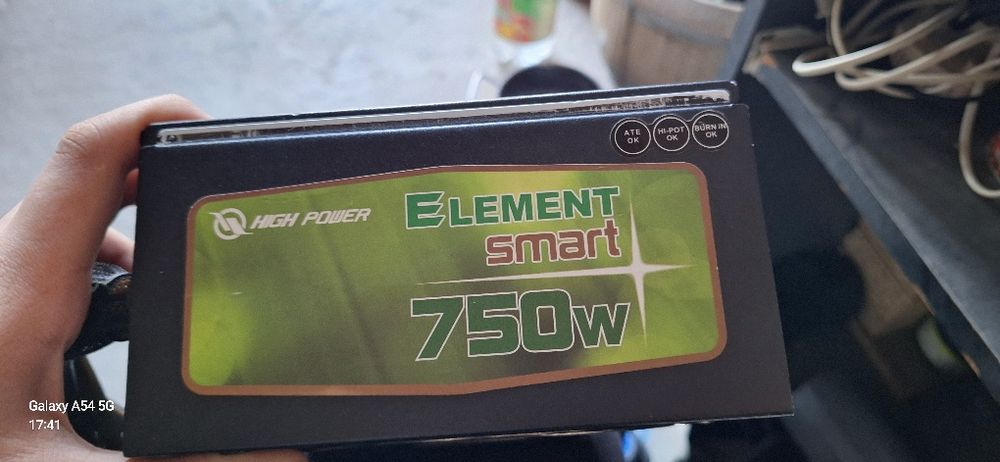 ATE
OK
HI-POT
OK
BURN IN
OK
HIGH POWER
ELEMENT
smart
750W
Galaxy A54 5G
17:41